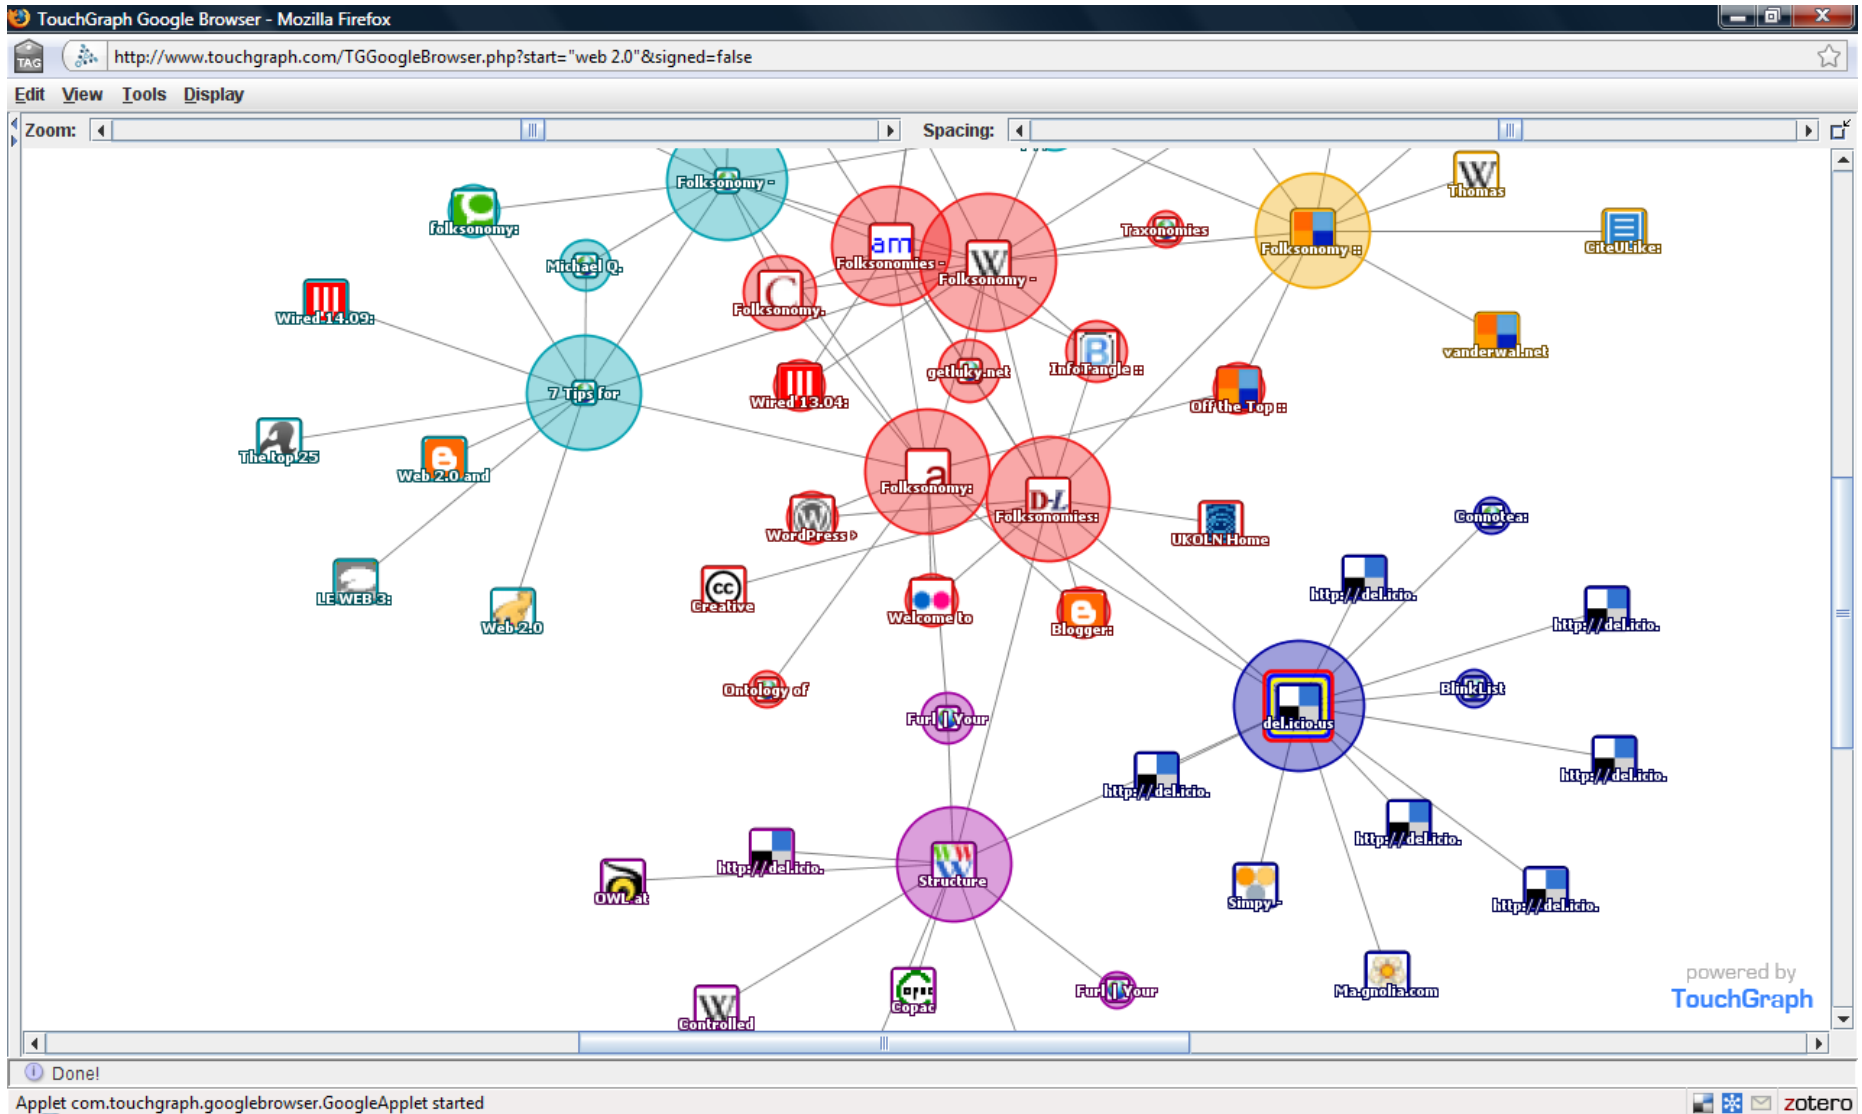 TouchGraph Google Browser - Mozilla Firefox
TAG
http://www.touchgraph.com/TGGoogleBrowser.php?start="web 2.0"&signed=false
Edit View Tools Display
Zoom: Spacing:
Folksonomy -
Thomas
folksonomy:
Taxonomies
Folksonomy ::
CiteULike:
am
Folksonomies -
W
Folksonomy -
Michael Q.
C
Folksonomy.
Wired 14.09:
vanderwal.net
B
InfoTangle ::
getluky.net
7 Tips for
Wired 13.04:
Off the Top ::
The top 25
Web 2.0 and
a
Folksonomy:
D-L
Folksonomies:
Connotea:
WordPress >
UKOLN Home
LE WEB 3:
cc
Creative
http://del.icio.
Welcome to
Web 2.0
Blogger:
http://del.icio.
Ontology of
BlinkList
Furl | Your
del.icio.us
http://del.icio.
http://del.icio.
http://del.icio.
http://del.icio.
Structure
OWL at
Simpy -
http://del.icio.
Furl | Your
Ma.gnolia.com
Copac
W
Controlled
powered by
TouchGraph
Done!
Applet com.touchgraph.googlebrowser.GoogleApplet started
zotero